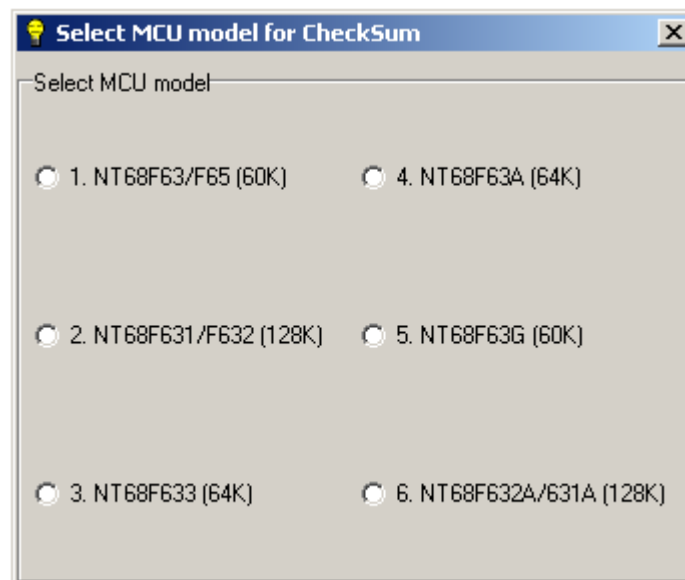 Select MCU model for CheckSum
Select MCU model
1. NT68F63/F65 (60K)
4. NT68F63A (64K)
2. NT68F631/F632 (128K)
5. NT68F63G (60K)
3. NT68F633 (64K)
6. NT68F632A/631A (128K)